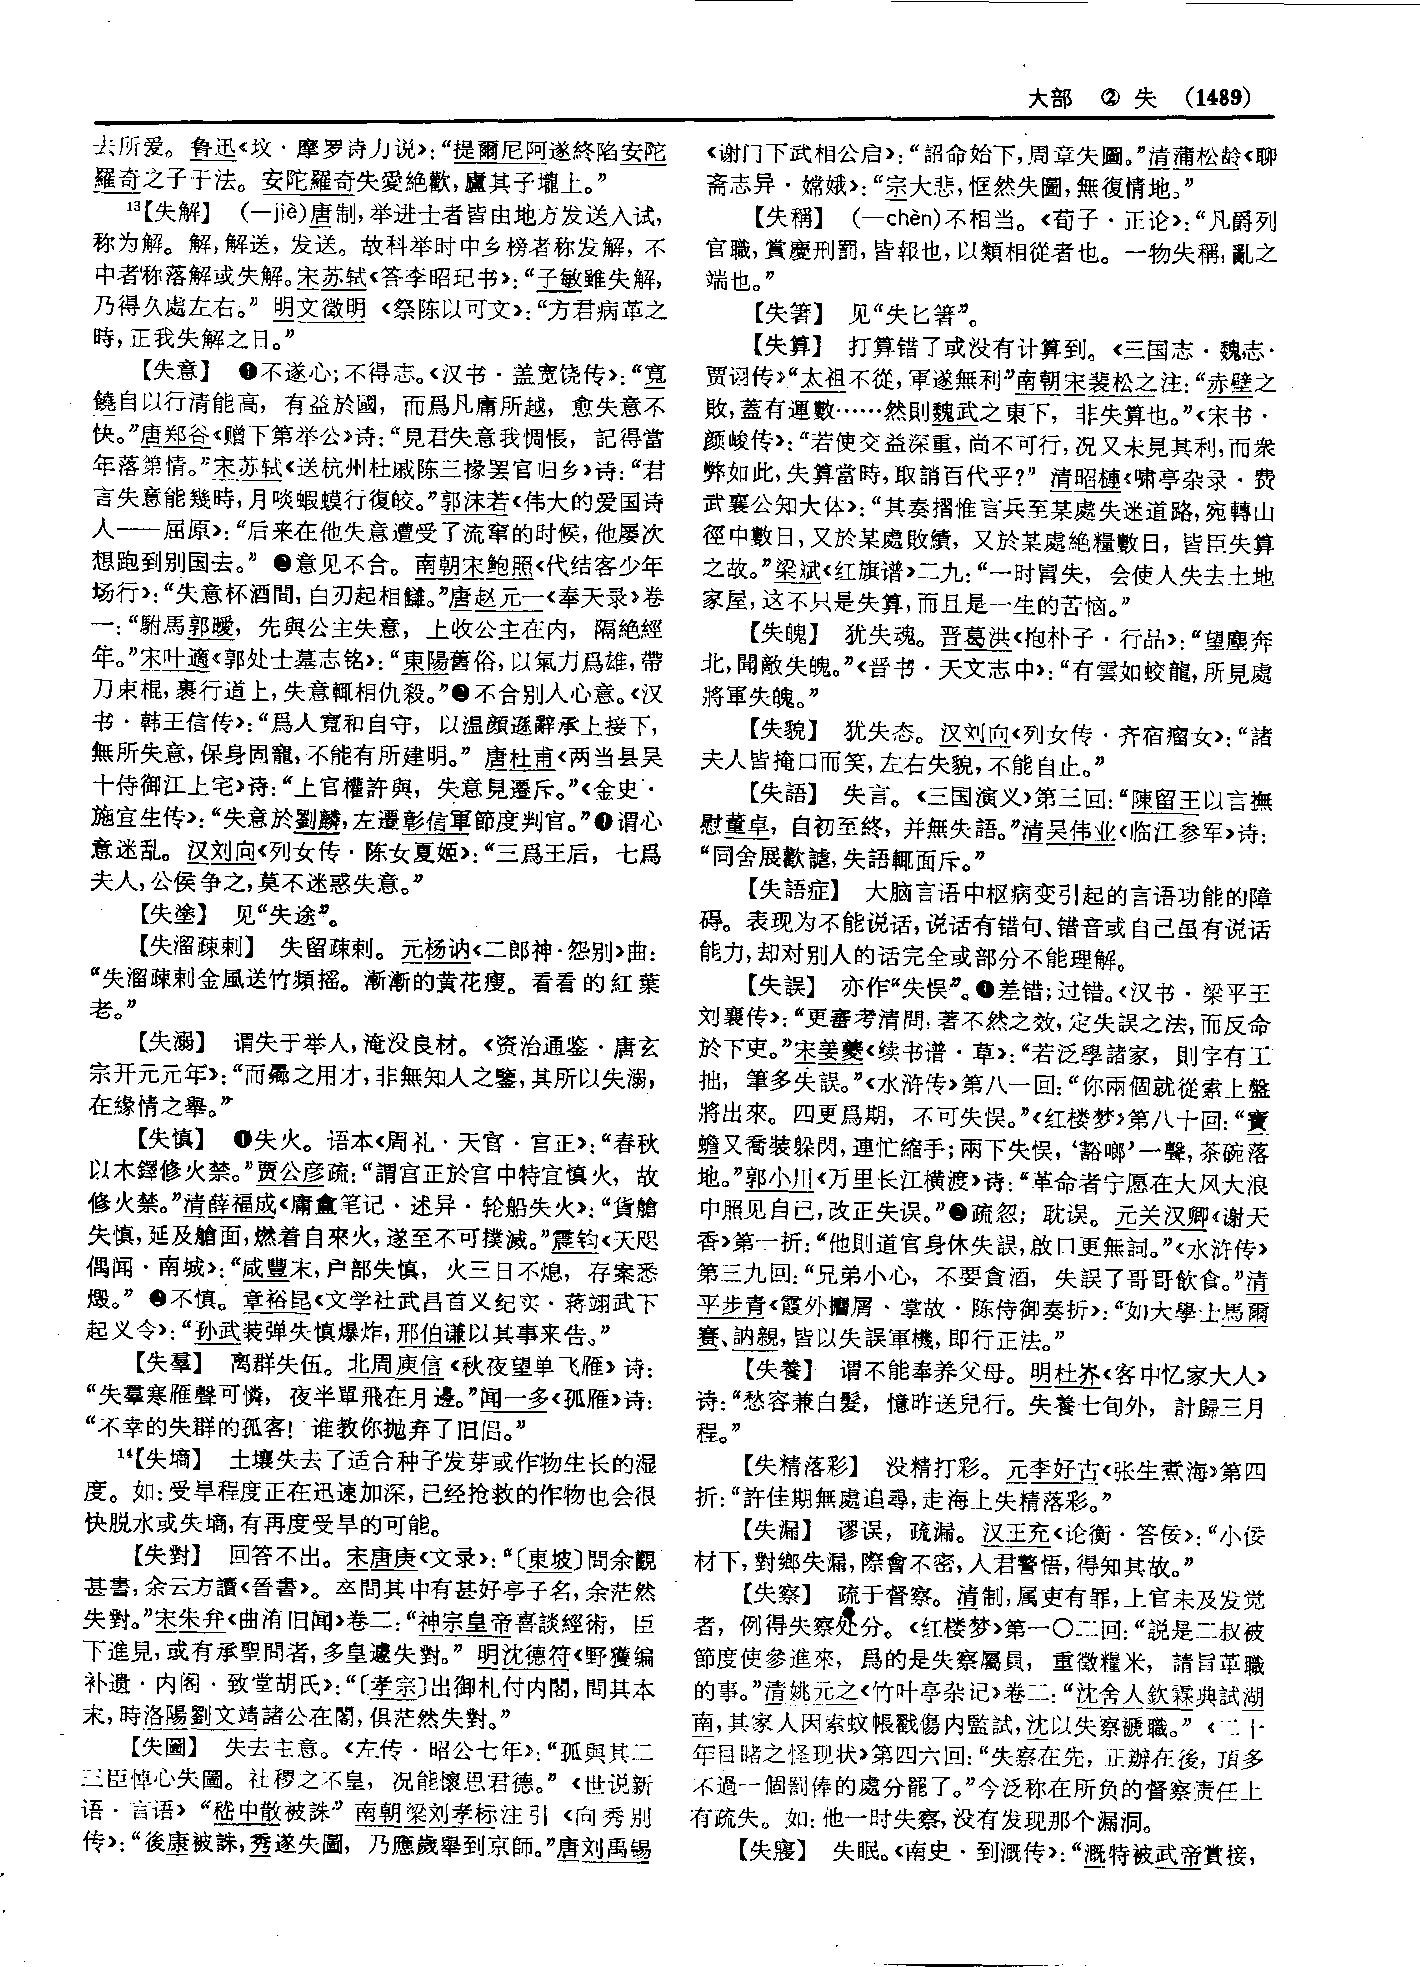 大部 ② 失 (1489)
去所爱。鲁迅《坟·摩罗诗力说》：“提爾尼阿遂終陷安陀
羅奇之子于法。安陀羅奇失愛絶歡，廬其子壠上。”
13【失解】 (—jiè)唐制，举进士者皆由地方发送入试，
称为解。解，解送，发送。故科举时中乡榜者称发解，不
中者称落解或失解。宋苏轼《答李昭玘书》：“子敏雖失解，
乃得久處左右。” 明文徵明《祭陈以可文》：“方君病革之
時，正我失解之日。”
【失意】 ❶不遂心；不得志。《汉书·盖宽饶传》：“寬
饒自以行清能高，有益於國，而爲凡庸所越，愈失意不
快。”唐郑谷《赠下第举公》诗：“見君失意我惆悵，記得當
年落第情。”宋苏轼《送杭州杜戚陈三掾罢官归乡》诗：“君
言失意能幾時，月啖蝦蟆行復皎。”郭沫若《伟大的爱国诗
人——屈原》：“后来在他失意遭受了流窜的时候，他屡次
想跑到别国去。” ❷意见不合。南朝宋鲍照《代结客少年
场行》：“失意杯酒間，白刃起相讎。”唐赵元一《奉天录》卷
一：“駙馬郭曖，先與公主失意，上收公主在内，隔絶經
年。”宋叶適《郭处士墓志铭》：“東陽舊俗，以氣力爲雄，帶
刀束棍，裹行道上，失意輒相仇殺。”❸不合别人心意。《汉
书·韩王信传》：“爲人寬和自守，以温顔遜辭承上接下，
無所失意，保身固寵，不能有所建明。” 唐杜甫《两当县吴
十侍御江上宅》诗：“上官權許與，失意見遷斥。”《金史·
施宜生传》：“失意於劉麟，左遷彰信軍節度判官。”❹谓心
意迷乱。汉刘向《列女传·陈女夏姬》：“三爲王后，七爲
夫人，公侯争之，莫不迷惑失意。”
【失塗】 见“失途”。
【失溜疎剌】 失留疎剌。元杨讷《二郎神·怨别》曲：
“失溜疎剌金風送竹頻摇。漸漸的黄花瘦。看看的紅葉
老。”
【失溺】 谓失于举人，淹没良材。《资治通鉴·唐玄
宗开元元年》：“而卿之用才，非無知人之鑒，其所以失溺，
在緣情之舉。”
【失慎】 ❶失火。语本《周礼·天官·宫正》：“春秋
以木鐸修火禁。”贾公彦疏：“謂宫正於宫中特宜慎火，故
修火禁。”清薛福成《庸盦笔记·述异·轮船失火》：“貨艙
失慎，延及艙面，燃着自來火，遂至不可撲滅。”震钧《天咫
偶闻·南城》：“咸豐末，户部失慎，火三日不熄，存案悉
燬。” ❷不慎。章裕昆《文学社武昌首义纪实·蒋翊武下
起义令》：“孙武装弹失慎爆炸，邢伯谦以其事来告。”
【失羣】 离群失伍。北周庾信《秋夜望单飞雁》诗：
“失羣寒雁聲可憐，夜半單飛在月邊。”闻一多《孤雁》诗：
“不幸的失群的孤客！谁教你抛弃了旧侣。”
14【失墒】 土壤失去了适合种子发芽或作物生长的湿
度。如：受旱程度正在迅速加深，已经抢救的作物也会很
快脱水或失墒，有再度受旱的可能。
【失對】 回答不出。宋唐庚《文录》：“〔東坡〕問余觀
甚書，余云方讀《晉書》。卒問其中有甚好亭子名，余茫然
失對。”宋朱弁《曲洧旧闻》卷二：“神宗皇帝喜談經術，臣
下進見，或有承聖問者，多皇遽失對。” 明沈德符《野獲编
补遗·内阁·致堂胡氏》：“〔孝宗〕出御札付内閣，問其本
末，時洛陽劉文靖諸公在閣，俱茫然失對。”
【失圖】 失去主意。《左传·昭公七年》：“孤與其二
三臣悼心失圖。社稷之不皇，况能懷思君德。” 《世说新
语·言语》 “嵇中散被誅” 南朝梁刘孝标注引《向秀别
传》：“後康被誅，秀遂失圖，乃應歲舉到京師。”唐刘禹锡
《谢门下武相公启》：“詔命始下，周章失圖。”清蒲松龄《聊
斋志异·嫦娥》：“宗大悲，恇然失圖，無復情地。”
【失稱】 (—chèn)不相当。《荀子·正论》：“凡爵列
官職，賞慶刑罰，皆報也，以類相從者也。一物失稱，亂之
端也。”
【失箸】 见“失匕箸”。
【失算】 打算错了或没有计算到。《三国志·魏志·
贾诩传》“太祖不從，軍遂無利”南朝宋裴松之注：“赤壁之
敗，蓋有運數……然則魏武之東下，非失算也。”《宋书·
颜峻传》：“若使交益深重，尚不可行，况又未見其利，而衆
弊如此，失算當時，取誚百代乎？” 清昭槤《啸亭杂录·费
武襄公知大体》：“其奏摺惟言兵至某處失迷道路，宛轉山
徑中數日，又於某處敗績，又於某處絶糧數日，皆臣失算
之故。”梁斌《红旗谱》二九：“一时冒失，会使人失去土地
家屋，这不只是失算，而且是一生的苦恼。”
【失魄】 犹失魂。晋葛洪《抱朴子·行品》：“望塵奔
北，聞敵失魄。”《晋书·天文志中》：“有雲如蛟龍，所見處
將軍失魄。”
【失貌】 犹失态。汉刘向《列女传·齐宿瘤女》：“諸
夫人皆掩口而笑，左右失貌，不能自止。”
【失語】 失言。《三国演义》第三回：“陳留王以言撫
慰董卓，自初至終，并無失語。”清吴伟业《临江参军》诗：
“同舍展歡謔，失語輒面斥。”
【失語症】 大脑言语中枢病变引起的言语功能的障
碍。表现为不能说话，说话有错句、错音或自己虽有说话
能力，却对别人的话完全或部分不能理解。
【失誤】 亦作“失悮”。❶差错；过错。《汉书·梁平王
刘襄传》：“更審考清問，著不然之效，定失誤之法，而反命
於下吏。”宋姜夔《续书谱·草》：“若泛學諸家，則字有工
拙，筆多失誤。”《水浒传》第八一回：“你兩個就從索上盤
將出來。四更爲期，不可失悮。”《红楼梦》第八十回：“寶
蟾又喬裝躲閃，連忙縮手；兩下失悮，‘豁啷’一聲，茶碗落
地。”郭小川《万里长江横渡》诗：“革命者宁愿在大风大浪
中照见自己，改正失误。”❷疏忽；耽误。元关汉卿《谢天
香》第一折：“他則道官身休失誤，啟口更無詞。”《水浒传》
第三九回：“兄弟小心，不要貪酒，失誤了哥哥飲食。”清
平步青《霞外攟屑·掌故·陈侍御奏折》：“如大學士馬爾
賽、訥親，皆以失誤軍機，即行正法。”
【失養】 谓不能奉养父母。明杜岕《客中忆家大人》
诗：“愁容兼白髮，憶昨送兒行。失養七旬外，計歸三月
程。”
【失精落彩】 没精打彩。元李好古《张生煮海》第四
折：“許佳期無處追尋，走海上失精落彩。”
【失漏】 谬误，疏漏。汉王充《论衡·答佞》：“小佞
材下，對鄉失漏，際會不密，人君警悟，得知其故。”
【失察】 疏于督察。清制，属吏有罪，上官未及发觉
者，例得失察处分。《红楼梦》第一〇二回：“説是二叔被
節度使參進來，爲的是失察屬員，重徵糧米，請旨革職
的事。”清姚元之《竹叶亭杂记》卷二：“沈舍人欽霖典試湖
南，其家人因索蚊帳戳傷内監試，沈以失察褫職。” 《二十
年目睹之怪现状》第四六回：“失察在先，正辦在後，頂多
不過一個罰俸的處分罷了。”今泛称在所负的督察责任上
有疏失。如：他一时失察，没有发现那个漏洞。
【失寢】 失眠。《南史·到溉传》：“溉特被武帝賞接，